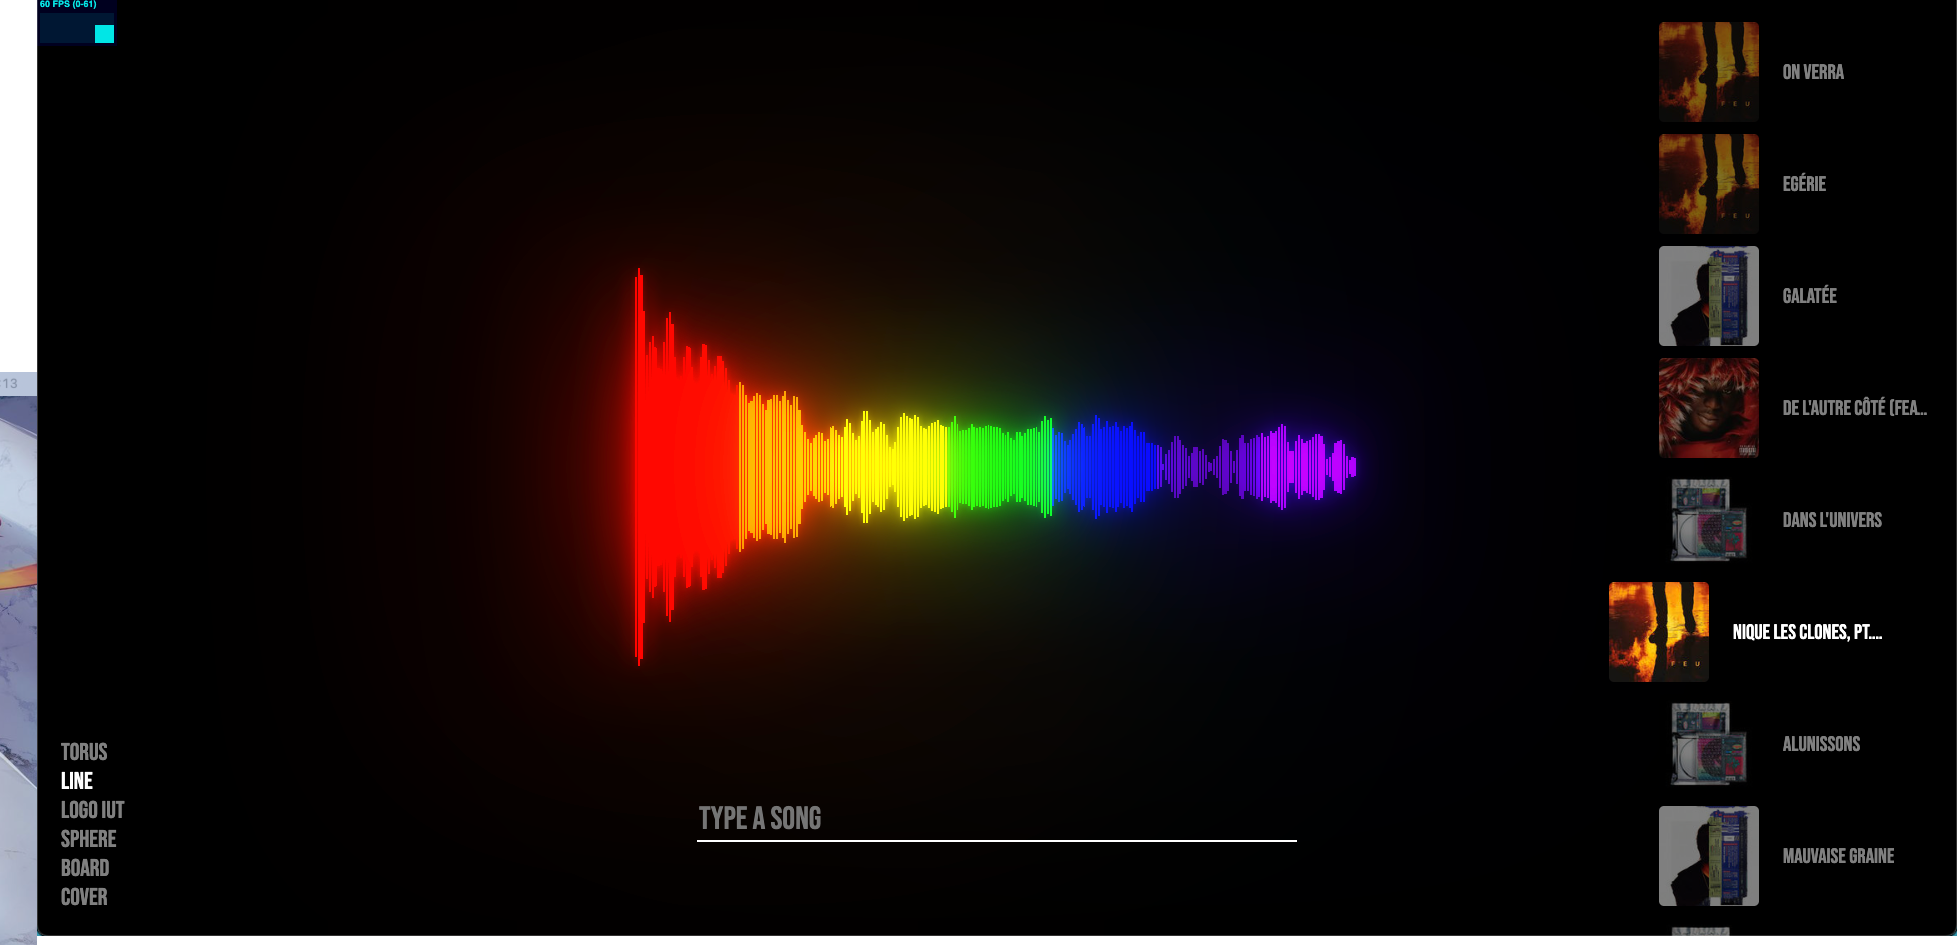 60 FPS (0-61)
:13
ON VERRA
EGÉRIE
GALATÉE
DE L'AUTRE CÔTÉ (FEA...
DANS L'UNIVERS
F E U
NIQUE LES CLONES, PT....
ALUNISSONS
MAUVAISE GRAINE
TORUS
LINE
LOGO IUT
SPHERE
BOARD
COVER
TYPE A SONG